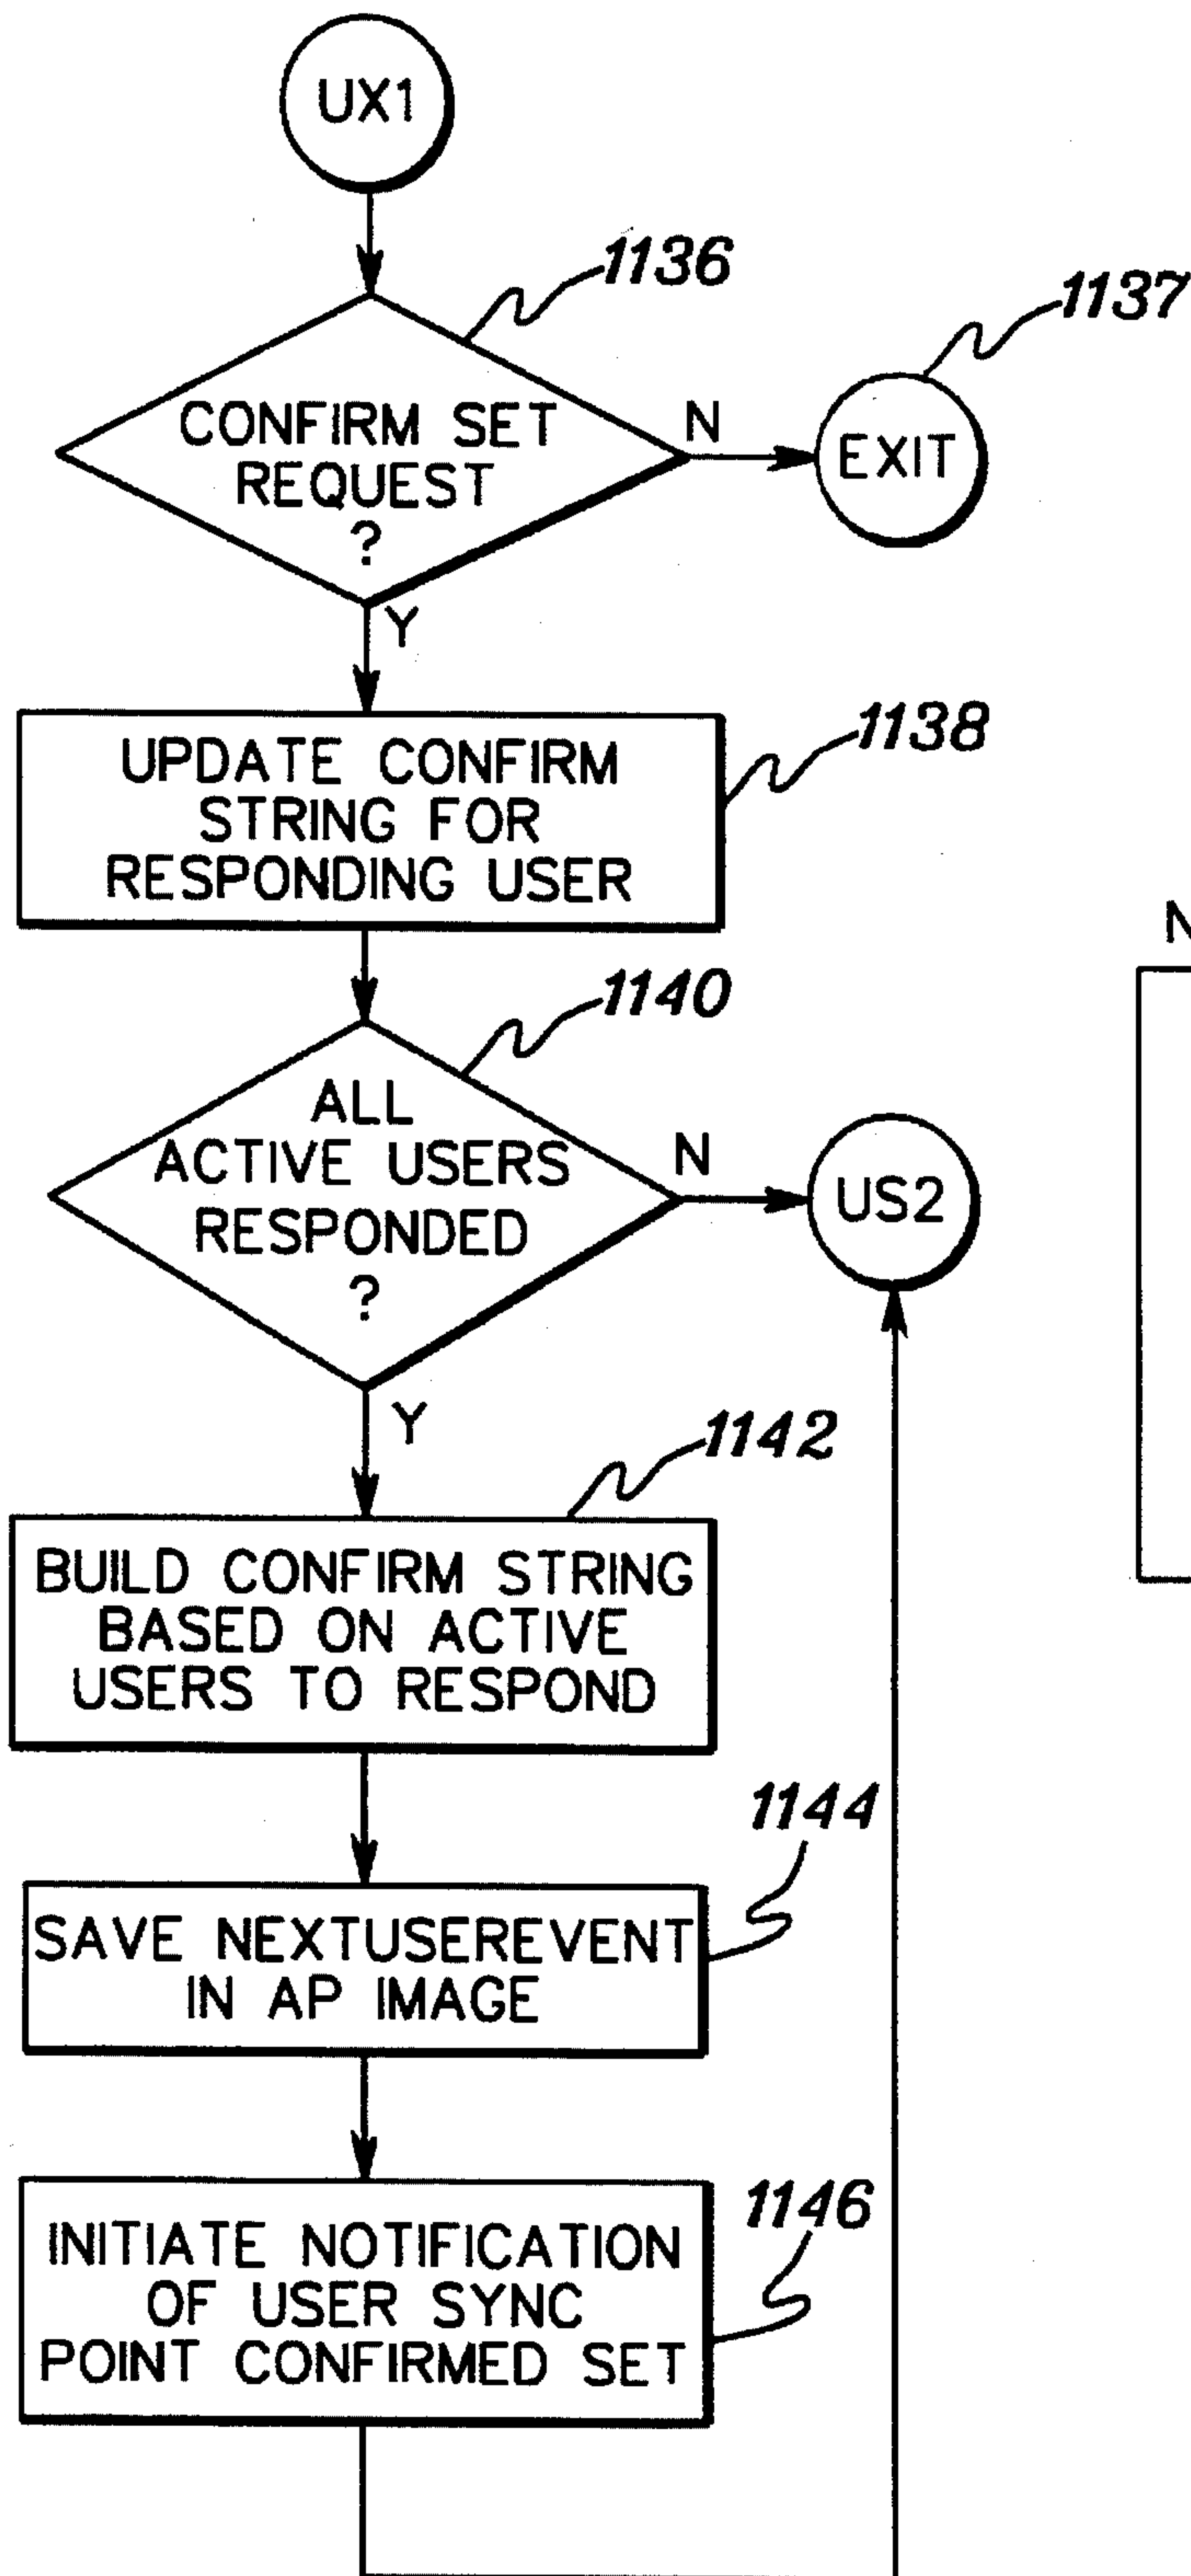 UX1
1136
1137
CONFIRM SET
REQUEST
?
N
EXIT
Y
1138
UPDATE CONFIRM
STRING FOR
RESPONDING USER
N
1140
ALL
ACTIVE USERS
RESPONDED
?
N
US2
Y
1142
BUILD CONFIRM STRING
BASED ON ACTIVE
USERS TO RESPOND
1144
SAVE NEXTUSEREVENT
IN AP IMAGE
1146
INITIATE NOTIFICATION
OF USER SYNC
POINT CONFIRMED SET